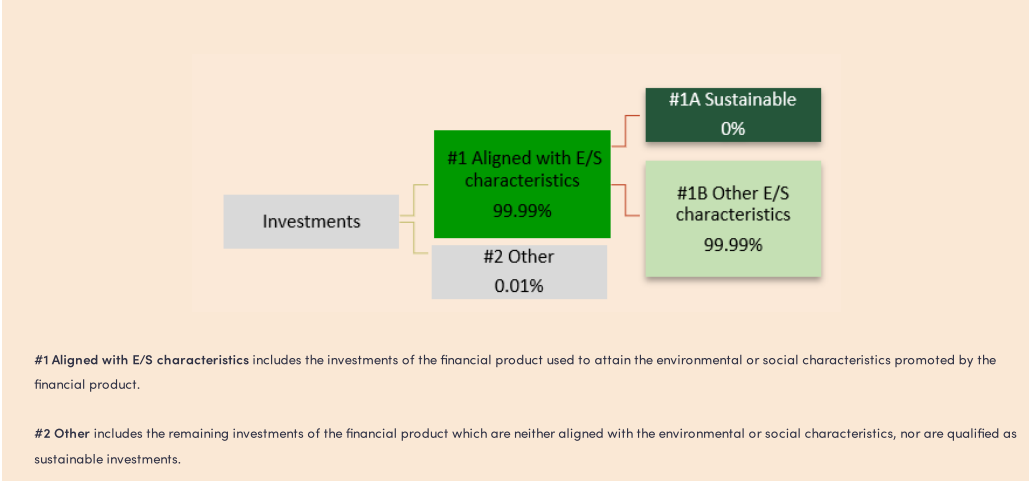 #1A Sustainable
0%
#1 Aligned with E/S
characteristics
99.99%
#1B Other E/S
characteristics
99.99%
Investments
#2 Other
0.01%
#1 Aligned with E/S characteristics includes the investments of the financial product used to attain the environmental or social characteristics promoted by the
financial product.
#2 Other includes the remaining investments of the financial product which are neither aligned with the environmental or social characteristics, nor are qualified as
sustainable investments.